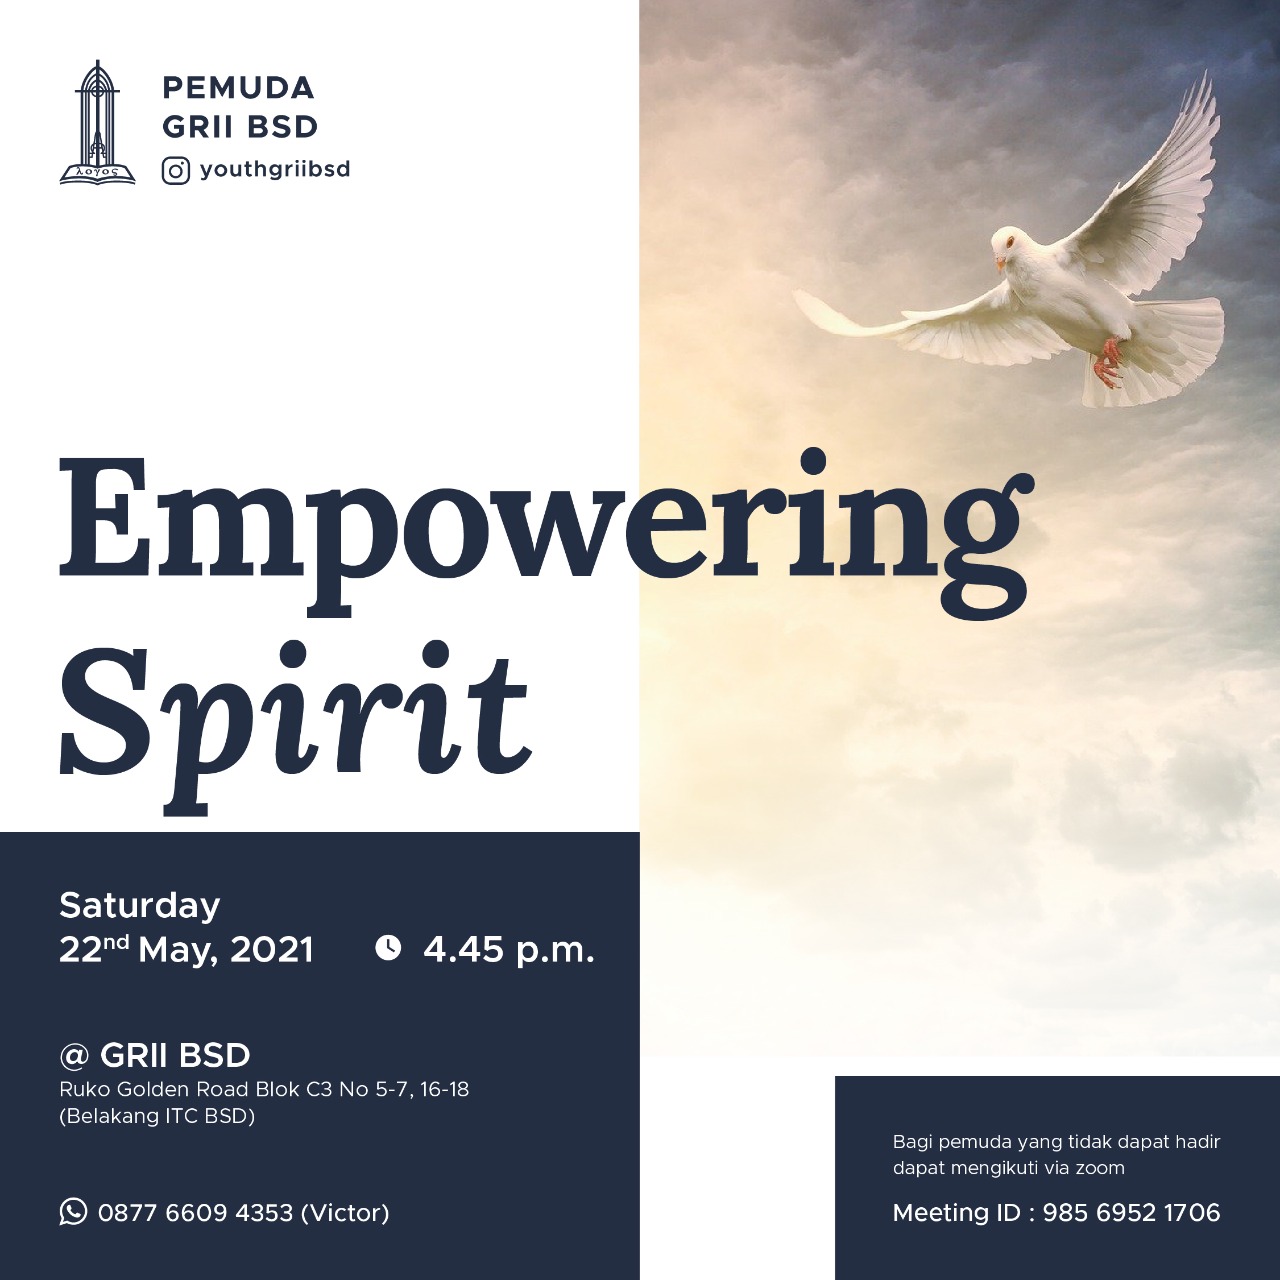 λογος
PEMUDA
GRII BSD
youthgriibsd
Empowering
Spirit
Saturday
22nd May, 2021
4.45 p.m.
@ GRII BSD
Ruko Golden Road Blok C3 No 5-7, 16-18
(Belakang ITC BSD)
0877 6609 4353 (Victor)
Bagi pemuda yang tidak dapat hadir
dapat mengikuti via zoom
Meeting ID : 985 6952 1706